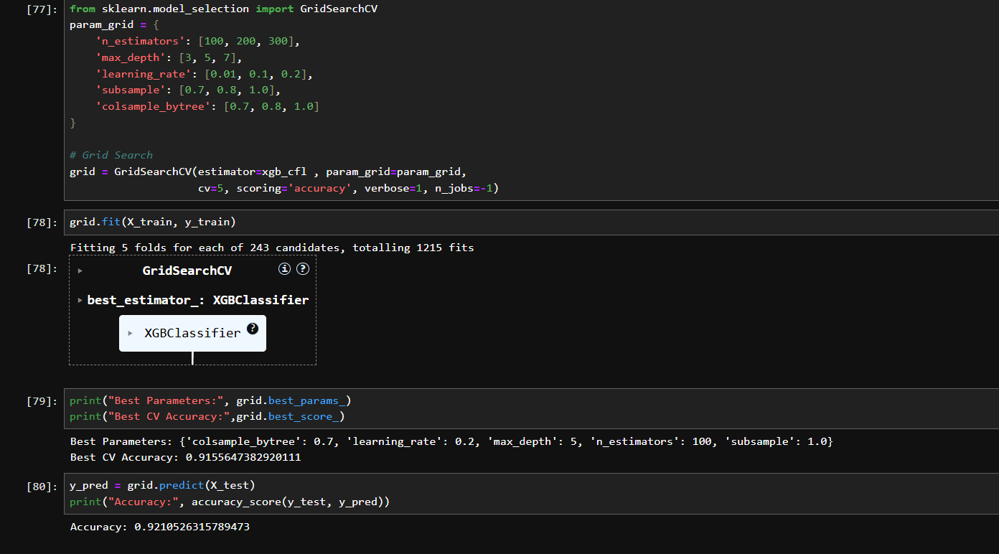 [77]: from sklearn.model_selection import GridSearchCV
param_grid = {
    'n_estimators': [100, 200, 300],
    'max_depth': [3, 5, 7],
    'learning_rate': [0.01, 0.1, 0.2],
    'subsample': [0.7, 0.8, 1.0],
    'colsample_bytree': [0.7, 0.8, 1.0]
}
# Grid Search
grid = GridSearchCV(estimator=xgb_cfl , param_grid=param_grid,
                    cv=5, scoring='accuracy', verbose=1, n_jobs=-1)
[78]: grid.fit(X_train, y_train)
Fitting 5 folds for each of 243 candidates, totalling 1215 fits
[78]: GridSearchCV i ?
best_estimator_: XGBClassifier
XGBClassifier ?
[79]: print("Best Parameters:", grid.best_params_)
print("Best CV Accuracy:",grid.best_score_)
Best Parameters: {'colsample_bytree': 0.7, 'learning_rate': 0.2, 'max_depth': 5, 'n_estimators': 100, 'subsample': 1.0}
Best CV Accuracy: 0.9155647382920111
[80]: y_pred = grid.predict(X_test)
print("Accuracy:", accuracy_score(y_test, y_pred))
Accuracy: 0.9210526315789473